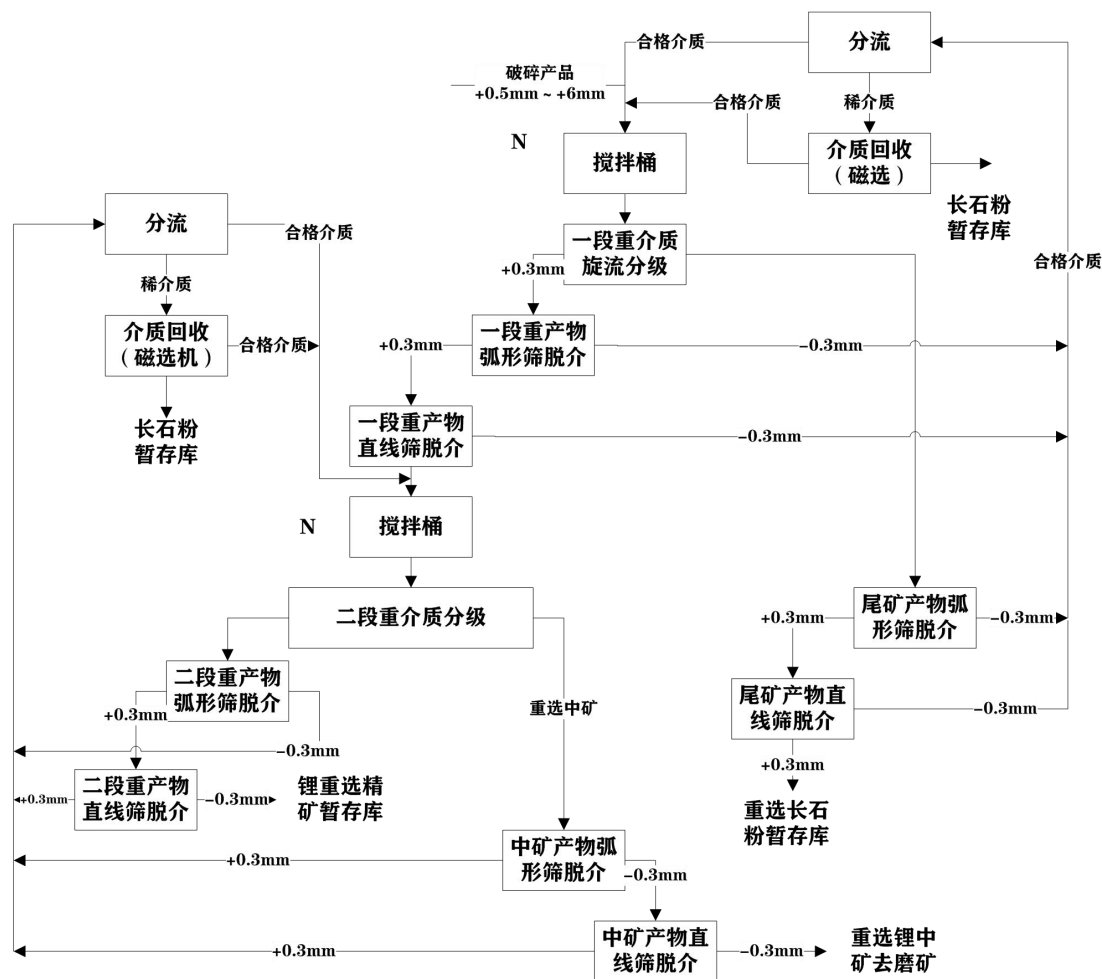 分流
合格介质
破碎产品
+0.5mm ~ +6mm
合格介质
稀介质
N
搅拌桶
介质回收
（磁选）
长石粉
暂存库
分流
合格介质
一段重介质
旋流分级
合格介质
+0.3mm
稀介质
介质回收
（磁选机）
合格介质
一段重产物
弧形筛脱介
+0.3mm
-0.3mm
长石粉
暂存库
一段重产物
直线筛脱介
-0.3mm
N
搅拌桶
二段重介质分级
尾矿产物弧
形筛脱介
+0.3mm
-0.3mm
二段重产物
弧形筛脱介
+0.3mm
重选中矿
尾矿产物直
线筛脱介
-0.3mm
-0.3mm
+0.3mm
二段重产物
直线筛脱介
+0.3mm
-0.3mm
锂重选精
矿暂存库
重选长石
粉暂存库
中矿产物弧
形筛脱介
+0.3mm
-0.3mm
中矿产物直
线筛脱介
+0.3mm
-0.3mm
重选锂中
矿去磨矿